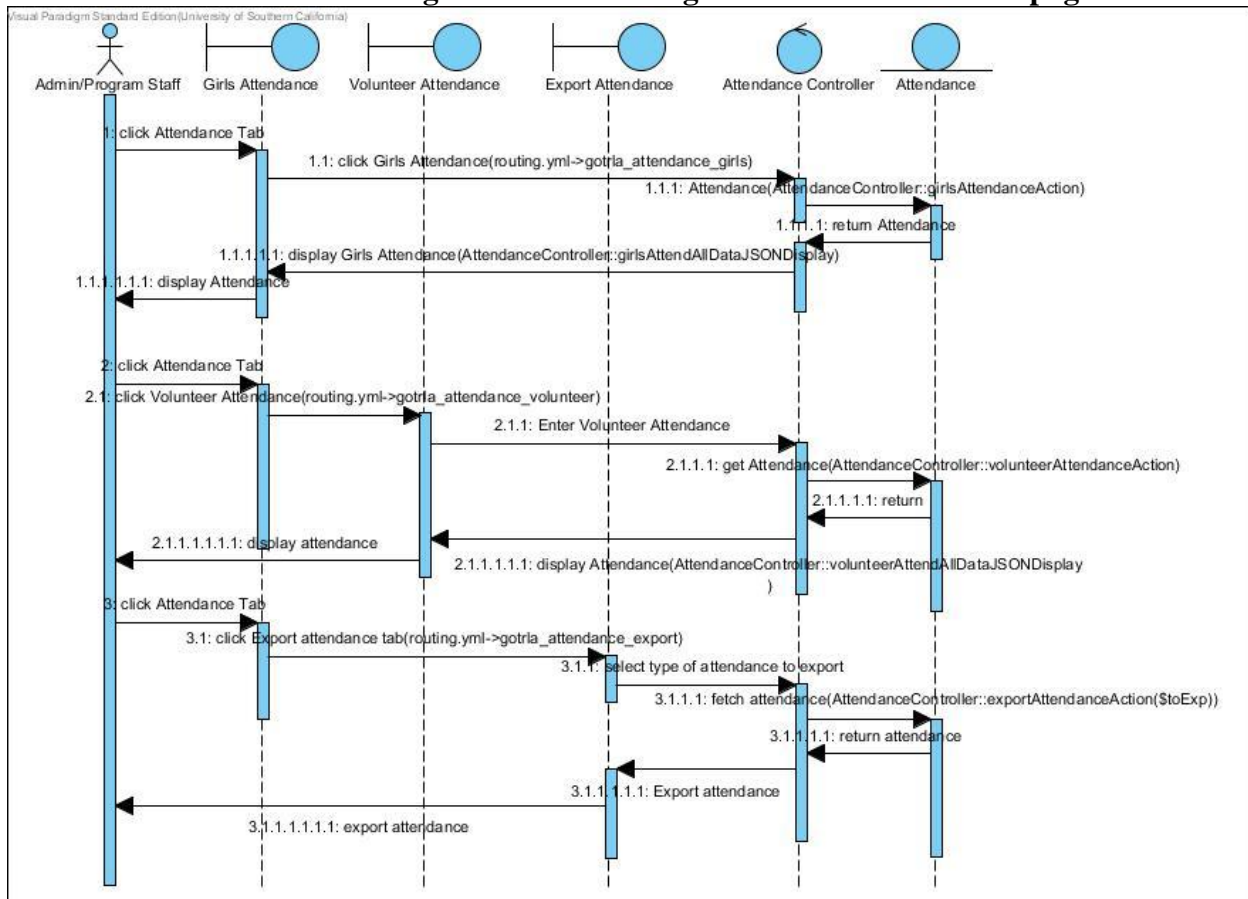 Visual Paradigm Standard Edition(University of Southern California)
Admin/Program Staff
Girls Attendance
Volunteer Attendance
Export Attendance
Attendance Controller
Attendance
1: click Attendance Tab
1.1: click Girls Attendance(routing.yml->gotrla_attendance_girls)
1.1.1: Attendance(AttendanceController::girlsAttendanceAction)
1.1.1.1: return Attendance
1.1.1.1.1: display Girls Attendance(AttendanceController::girlsAttendAllDataJSONDisplay)
1.1.1.1.1.1: display Attendance
2: click Attendance Tab
2.1: click Volunteer Attendance(routing.yml->gotrla_attendance_volunteer)
2.1.1: Enter Volunteer Attendance
2.1.1.1: get Attendance(AttendanceController::volunteerAttendanceAction)
2.1.1.1.1: return
2.1.1.1.1.1.1: display attendance
2.1.1.1.1.1: display Attendance(AttendanceController::volunteerAttendAllDataJSONDisplay
)
3: click Attendance Tab
3.1: click Export attendance tab(routing.yml->gotrla_attendance_export)
3.1.1: select type of attendance to export
3.1.1.1: fetch attendance(AttendanceController::exportAttendanceAction($toExp))
3.1.1.1.1: return attendance
3.1.1.1.1.1: Export attendance
3.1.1.1.1.1.1: export attendance